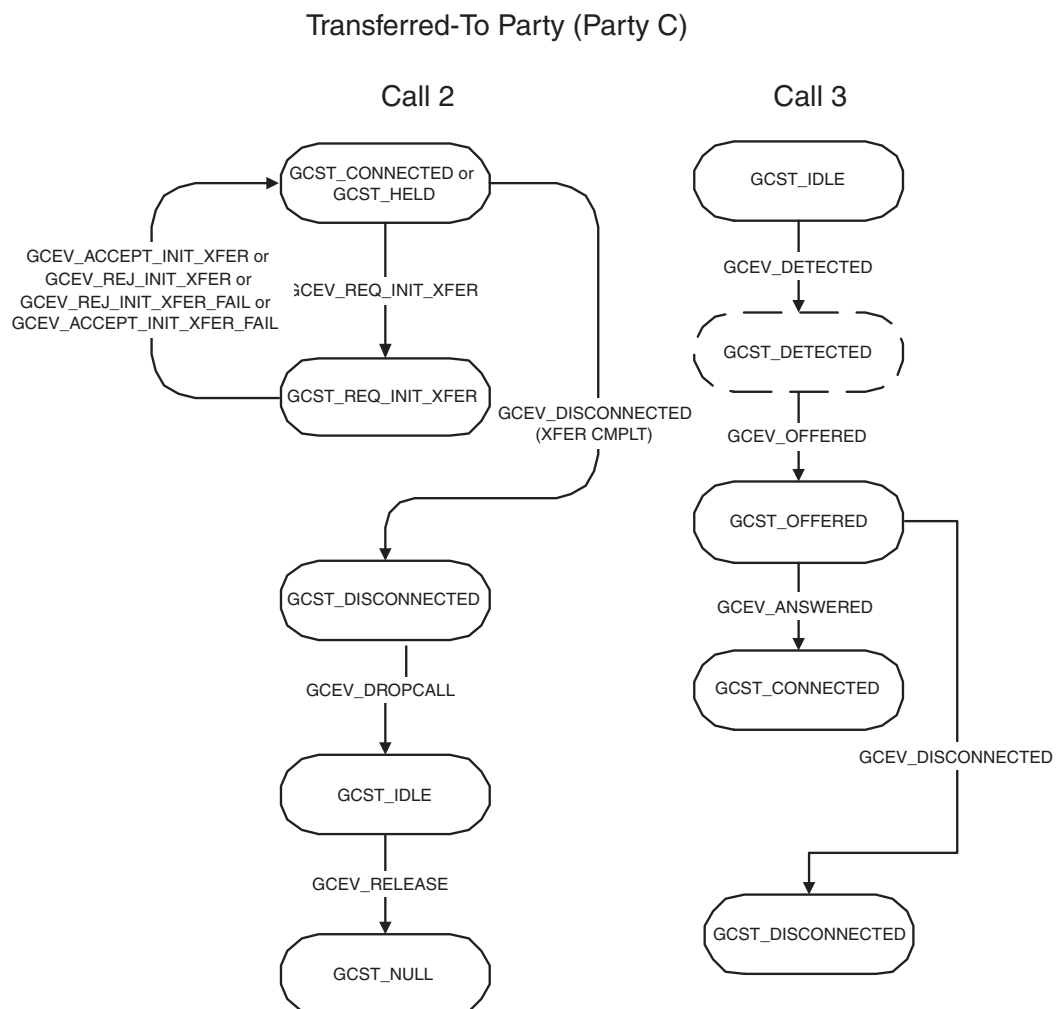 Transferred-To Party (Party C)
Call 2
GCST_CONNECTED or
GCST_HELD
GCEV_ACCEPT_INIT_XFER or
GCEV_REJ_INIT_XFER or
GCEV_REJ_INIT_XFER_FAIL or
GCEV_ACCEPT_INIT_XFER_FAIL
GCEV_REQ_INIT_XFER
GCST_REQ_INIT_XFER
GCEV_DISCONNECTED
(XFER CMPLT)
GCST_DISCONNECTED
GCEV_DROPCALL
GCST_IDLE
GCEV_RELEASE
GCST_NULL
Call 3
GCST_IDLE
GCEV_DETECTED
GCST_DETECTED
GCEV_OFFERED
GCST_OFFERED
GCEV_ANSWERED
GCST_CONNECTED
GCEV_DISCONNECTED
GCST_DISCONNECTED